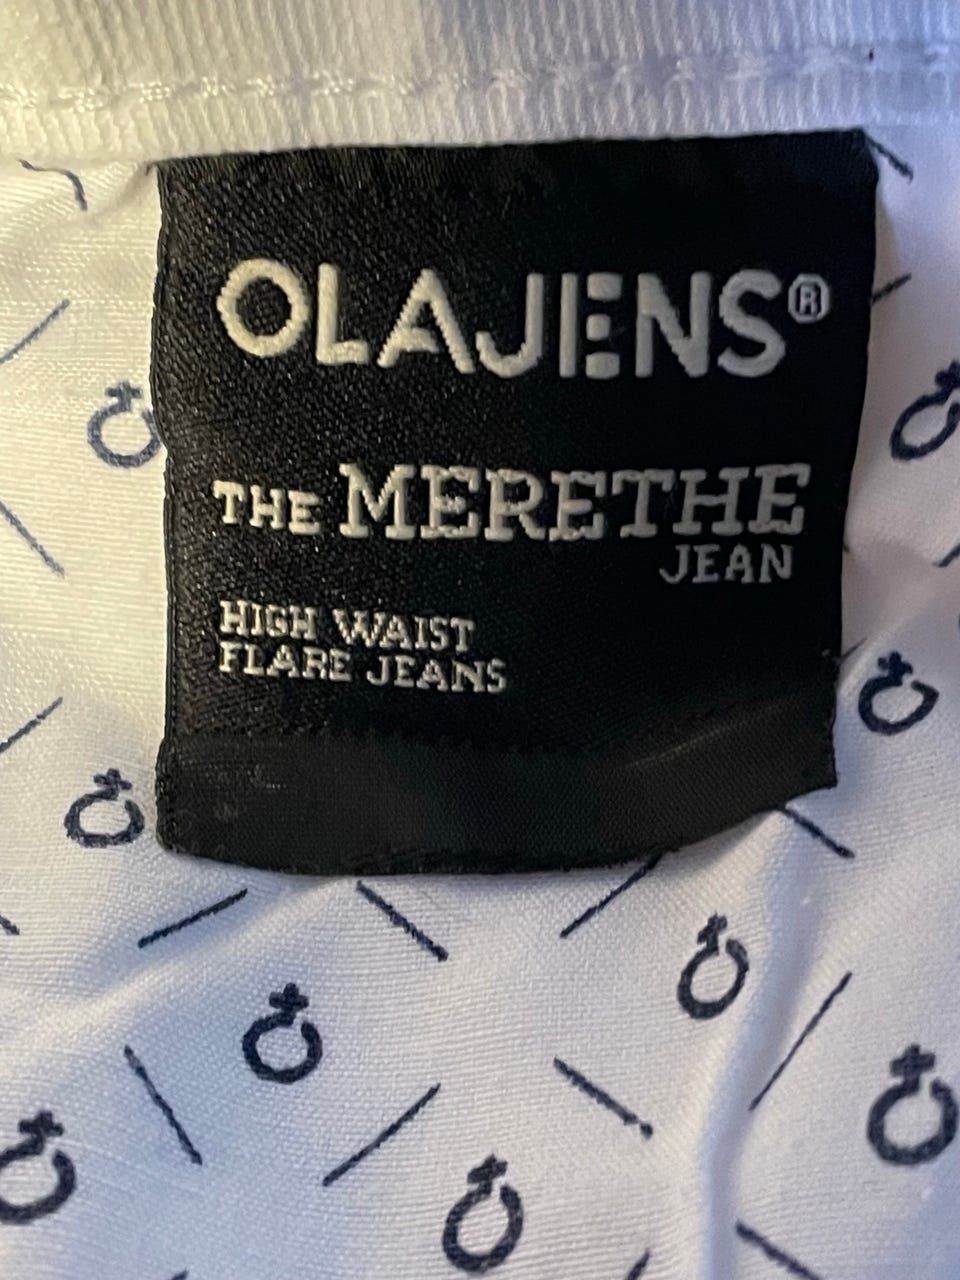 OLAJENS®
THE MERETHE
JEAN
HIGH WAIST
FLARE JEANS